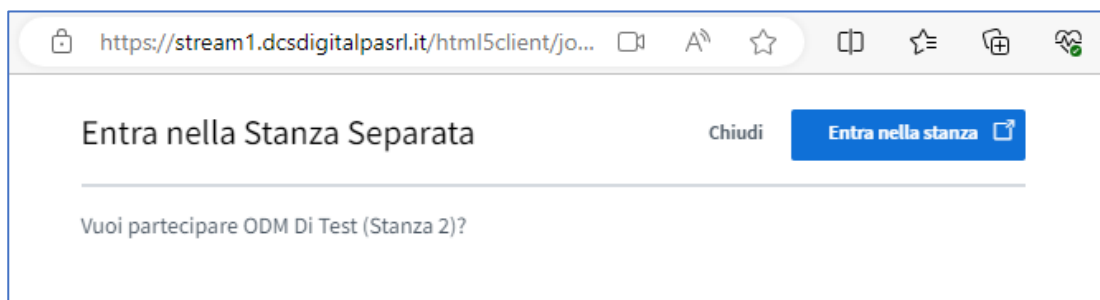 https://stream1.dcsdigitalpasrl.it/html5client/jo...
Entra nella Stanza Separata
Chiudi
Entra nella stanza
Vuoi partecipare ODM Di Test (Stanza 2)?